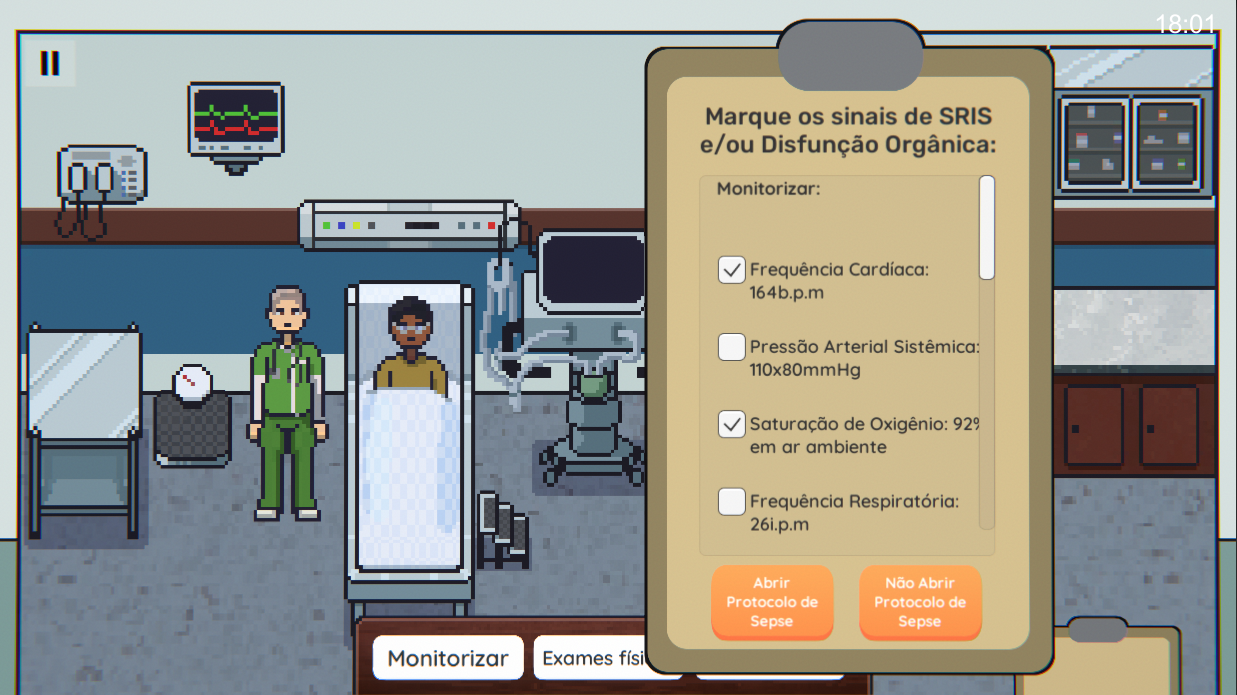 18:01
Marque os sinais de SRIS
e/ou Disfunção Orgânica:
Monitorizar:
Frequência Cardíaca:
164b.p.m
Pressão Arterial Sistêmica:
110x80mmHg
Saturação de Oxigênio: 92%
em ar ambiente
Frequência Respiratória:
26i.p.m
Abrir
Protocolo de
Sepse
Não Abrir
Protocolo de
Sepse
Monitorizar
Exames